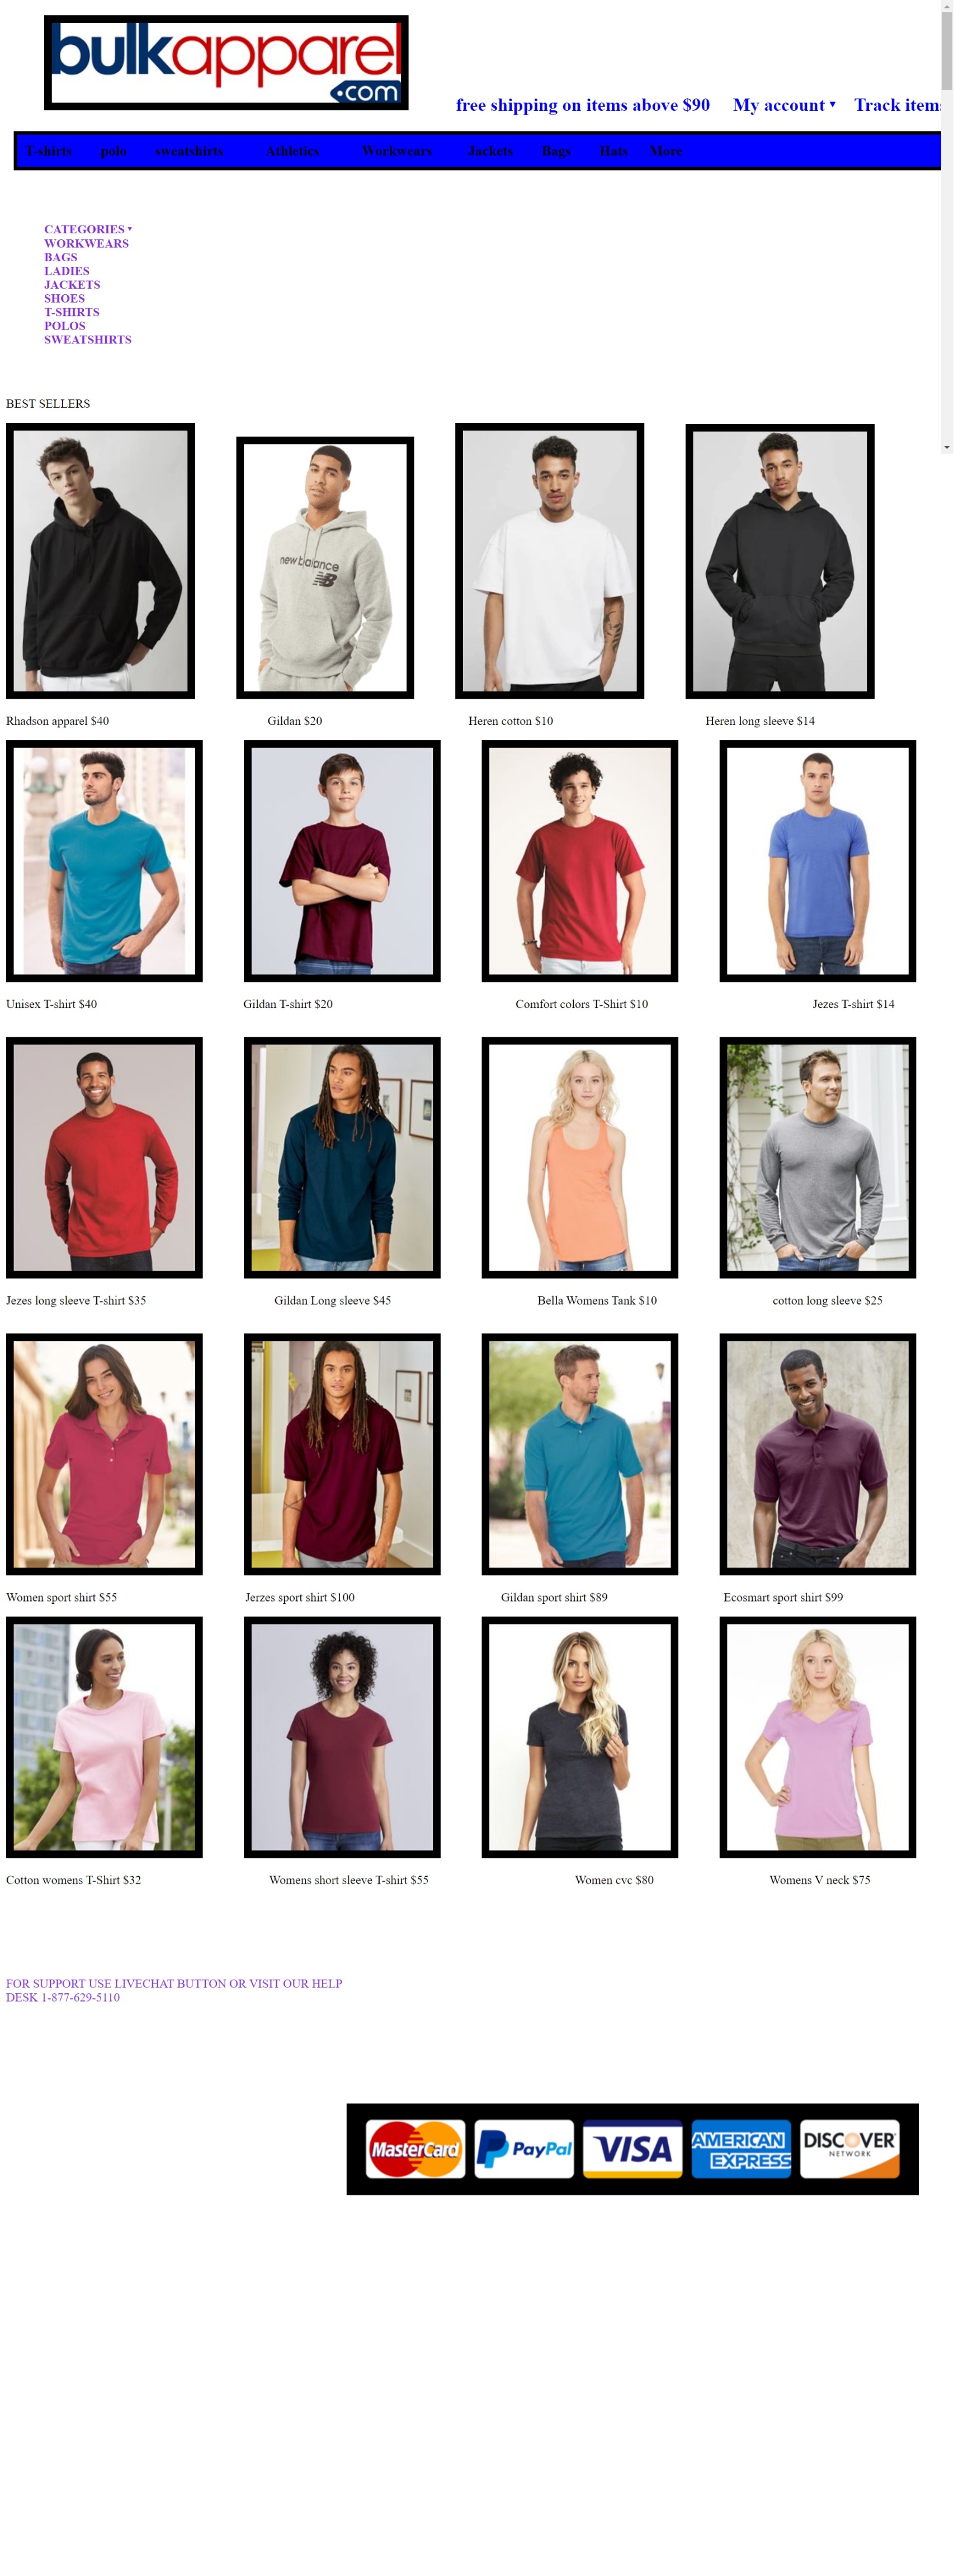 bulkapparel
.com
free shipping on items above $90 My account ▾ Track items
T-shirts polo sweatshirts Athletics Workwears Jackets Bags Hats More
CATEGORIES ▾
WORKWEARS
BAGS
LADIES
JACKETS
SHOES
T-SHIRTS
POLOS
SWEATSHIRTS
BEST SELLERS
new balance
NB
Rhadson apparel $40 Gildan $20 Heren cotton $10 Heren long sleeve $14
Unisex T-shirt $40 Gildan T-shirt $20 Comfort colors T-Shirt $10 Jezes T-shirt $14
Jezes long sleeve T-shirt $35 Gildan Long sleeve $45 Bella Womens Tank $10 cotton long sleeve $25
Women sport shirt $55 Jerzes sport shirt $100 Gildan sport shirt $89 Ecosmart sport shirt $99
Cotton womens T-Shirt $32 Womens short sleeve T-shirt $55 Women cvc $80 Womens V neck $75
FOR SUPPORT USE LIVECHAT BUTTON OR VISIT OUR HELP
DESK 1-877-629-5110
MasterCard PayPal VISA AMERICAN EXPRESS DISCOVER NETWORK